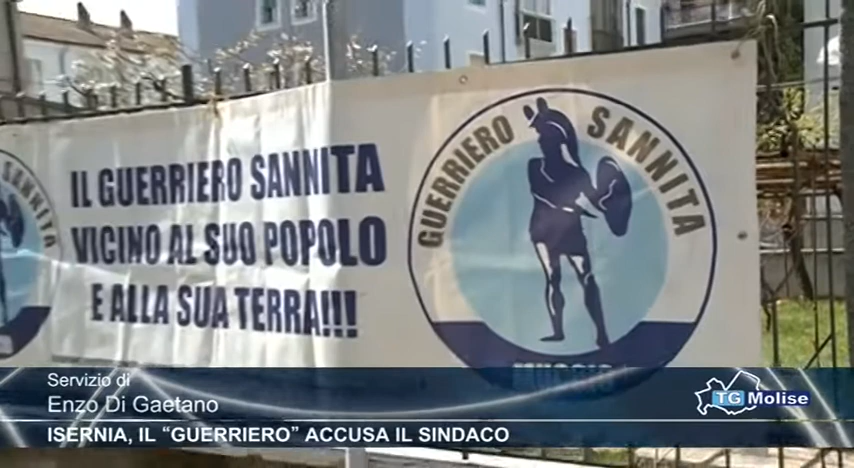 IL GUERRIERO SANNITA
VICINO AL SUO POPOLO
E ALLA SUA TERRA!!!
GUERRIERO SANNITA
Servizio di
Enzo Di Gaetano
ISERNIA, IL “GUERRIERO” ACCUSA IL SINDACO
TG Molise